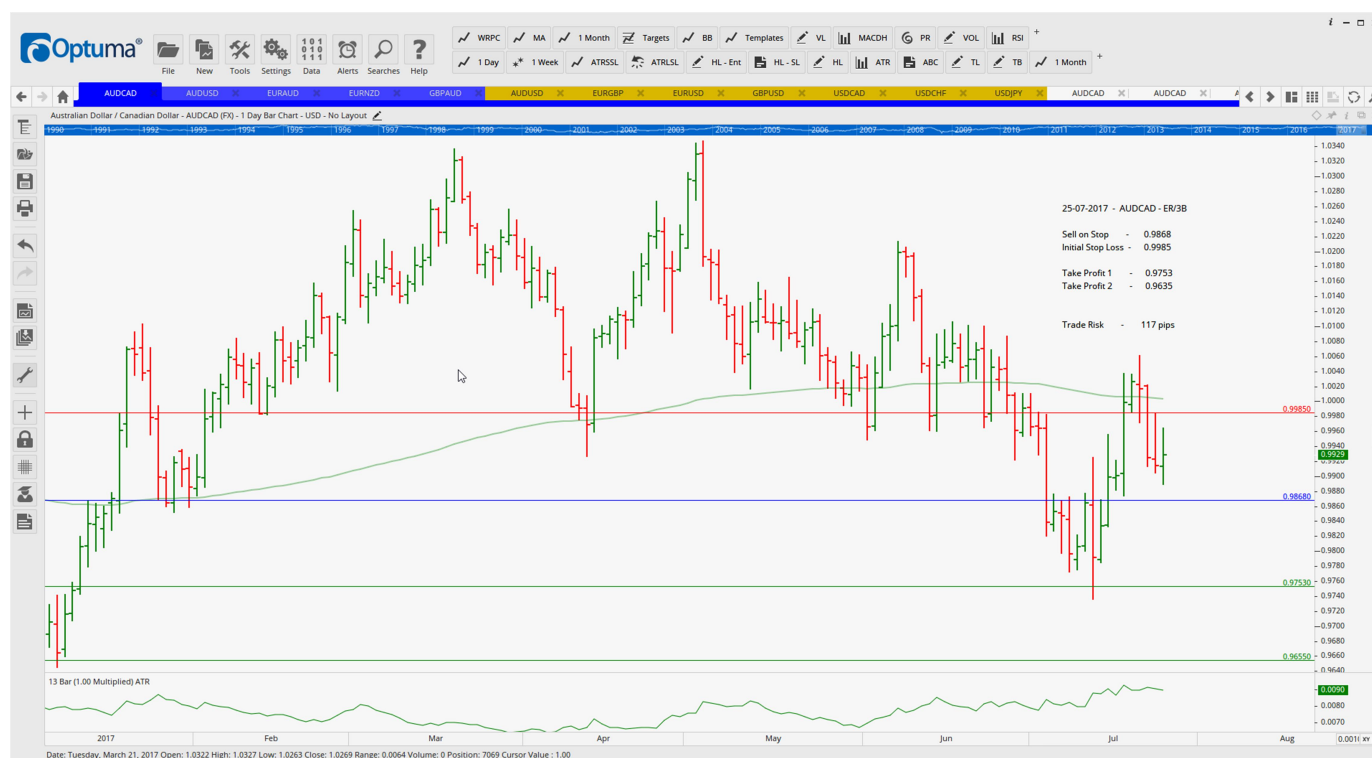 i
Optuma®
File
New
Tools
Settings
Data
Alerts
Searches
Help
WRPC MA 1 Month Targets BB Templates VL MACDH PR VOL RSI +
1 Day 1 Week ATRSSL ATRLSL HL - Ent HL - SL HL ATR ABC TL TB 1 Month +
AUDCAD AUDUSD EURAUD EURNZD GBPAUD AUDUSD EURGBP EURUSD GBPUSD USDCAD USDCHF USDJPY AUDCAD AUDCAD
Australian Dollar / Canadian Dollar - AUDCAD (FX) - 1 Day Bar Chart - USD - No Layout
1990 1991 1992 1993 1994 1995 1996 1997 1998 1999 2000 2001 2002 2003 2004 2005 2006 2007 2008 2009 2010 2011 2012 2013 2014 2015 2016 2017
25-07-2017 - AUDCAD - ER/3B
Sell on Stop - 0.9868
Initial Stop Loss - 0.9985
Take Profit 1 - 0.9753
Take Profit 2 - 0.9635
Trade Risk - 117 pips
1.0340
1.0320
1.0300
1.0280
1.0260
1.0240
1.0220
1.0200
1.0180
1.0160
1.0140
1.0120
1.0100
1.0080
1.0060
1.0040
1.0020
1.0000
0.99850
0.9980
0.9960
0.9940
0.9929
0.9920
0.9900
0.9880
0.98680
0.9860
0.9840
0.9820
0.9800
0.9780
0.9760
0.97530
0.9740
0.9720
0.9700
0.9680
0.96550
0.9660
0.9640
13 Bar (1.00 Multiplied) ATR
0.0090
0.0080
0.0070
2017 Feb Mar Apr May Jun Jul Aug
Date: Tuesday, March 21, 2017 Open: 1.0322 High: 1.0327 Low: 1.0263 Close: 1.0269 Range: 0.0064 Volume: 0 Position: 7069 Cursor Value : 1.00